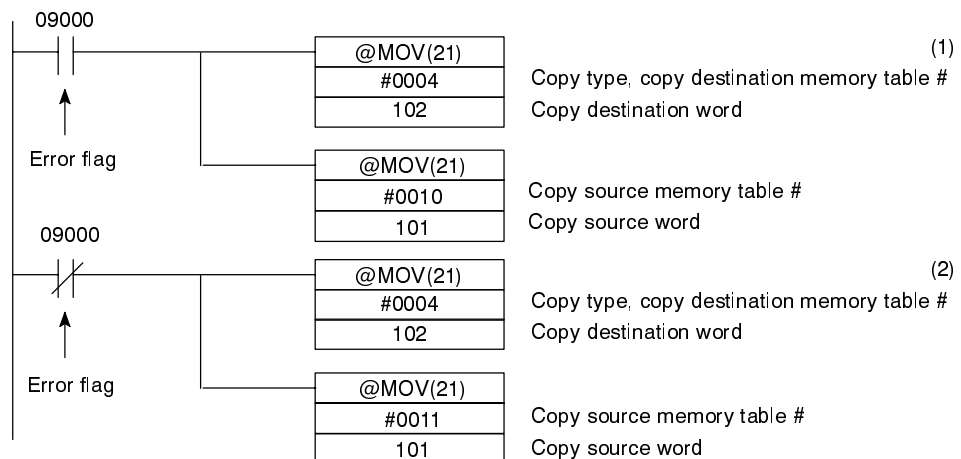 09000
@MOV(21) (1)
#0004 Copy type, copy destination memory table #
102 Copy destination word
Error flag
@MOV(21)
#0010 Copy source memory table #
101 Copy source word
09000
@MOV(21) (2)
#0004 Copy type, copy destination memory table #
102 Copy destination word
Error flag
@MOV(21)
#0011 Copy source memory table #
101 Copy source word